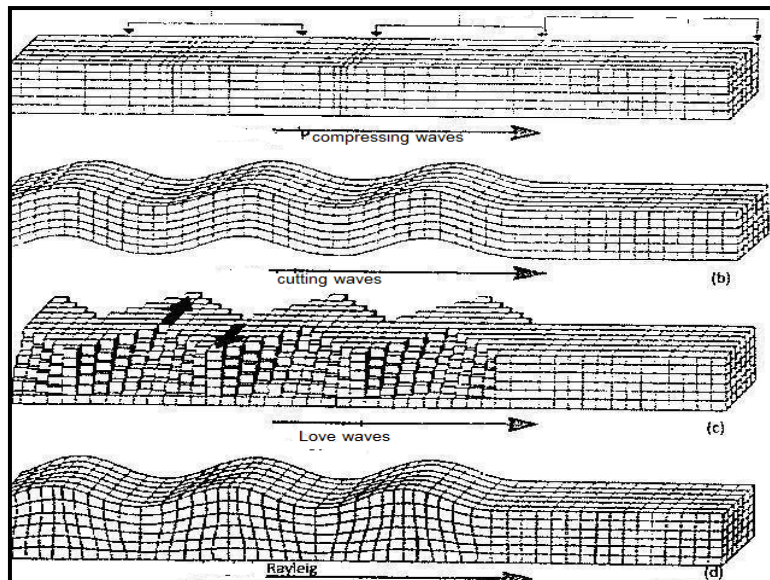 P compressing waves
cutting waves
(b)
Love waves
(c)
Rayleig
(d)